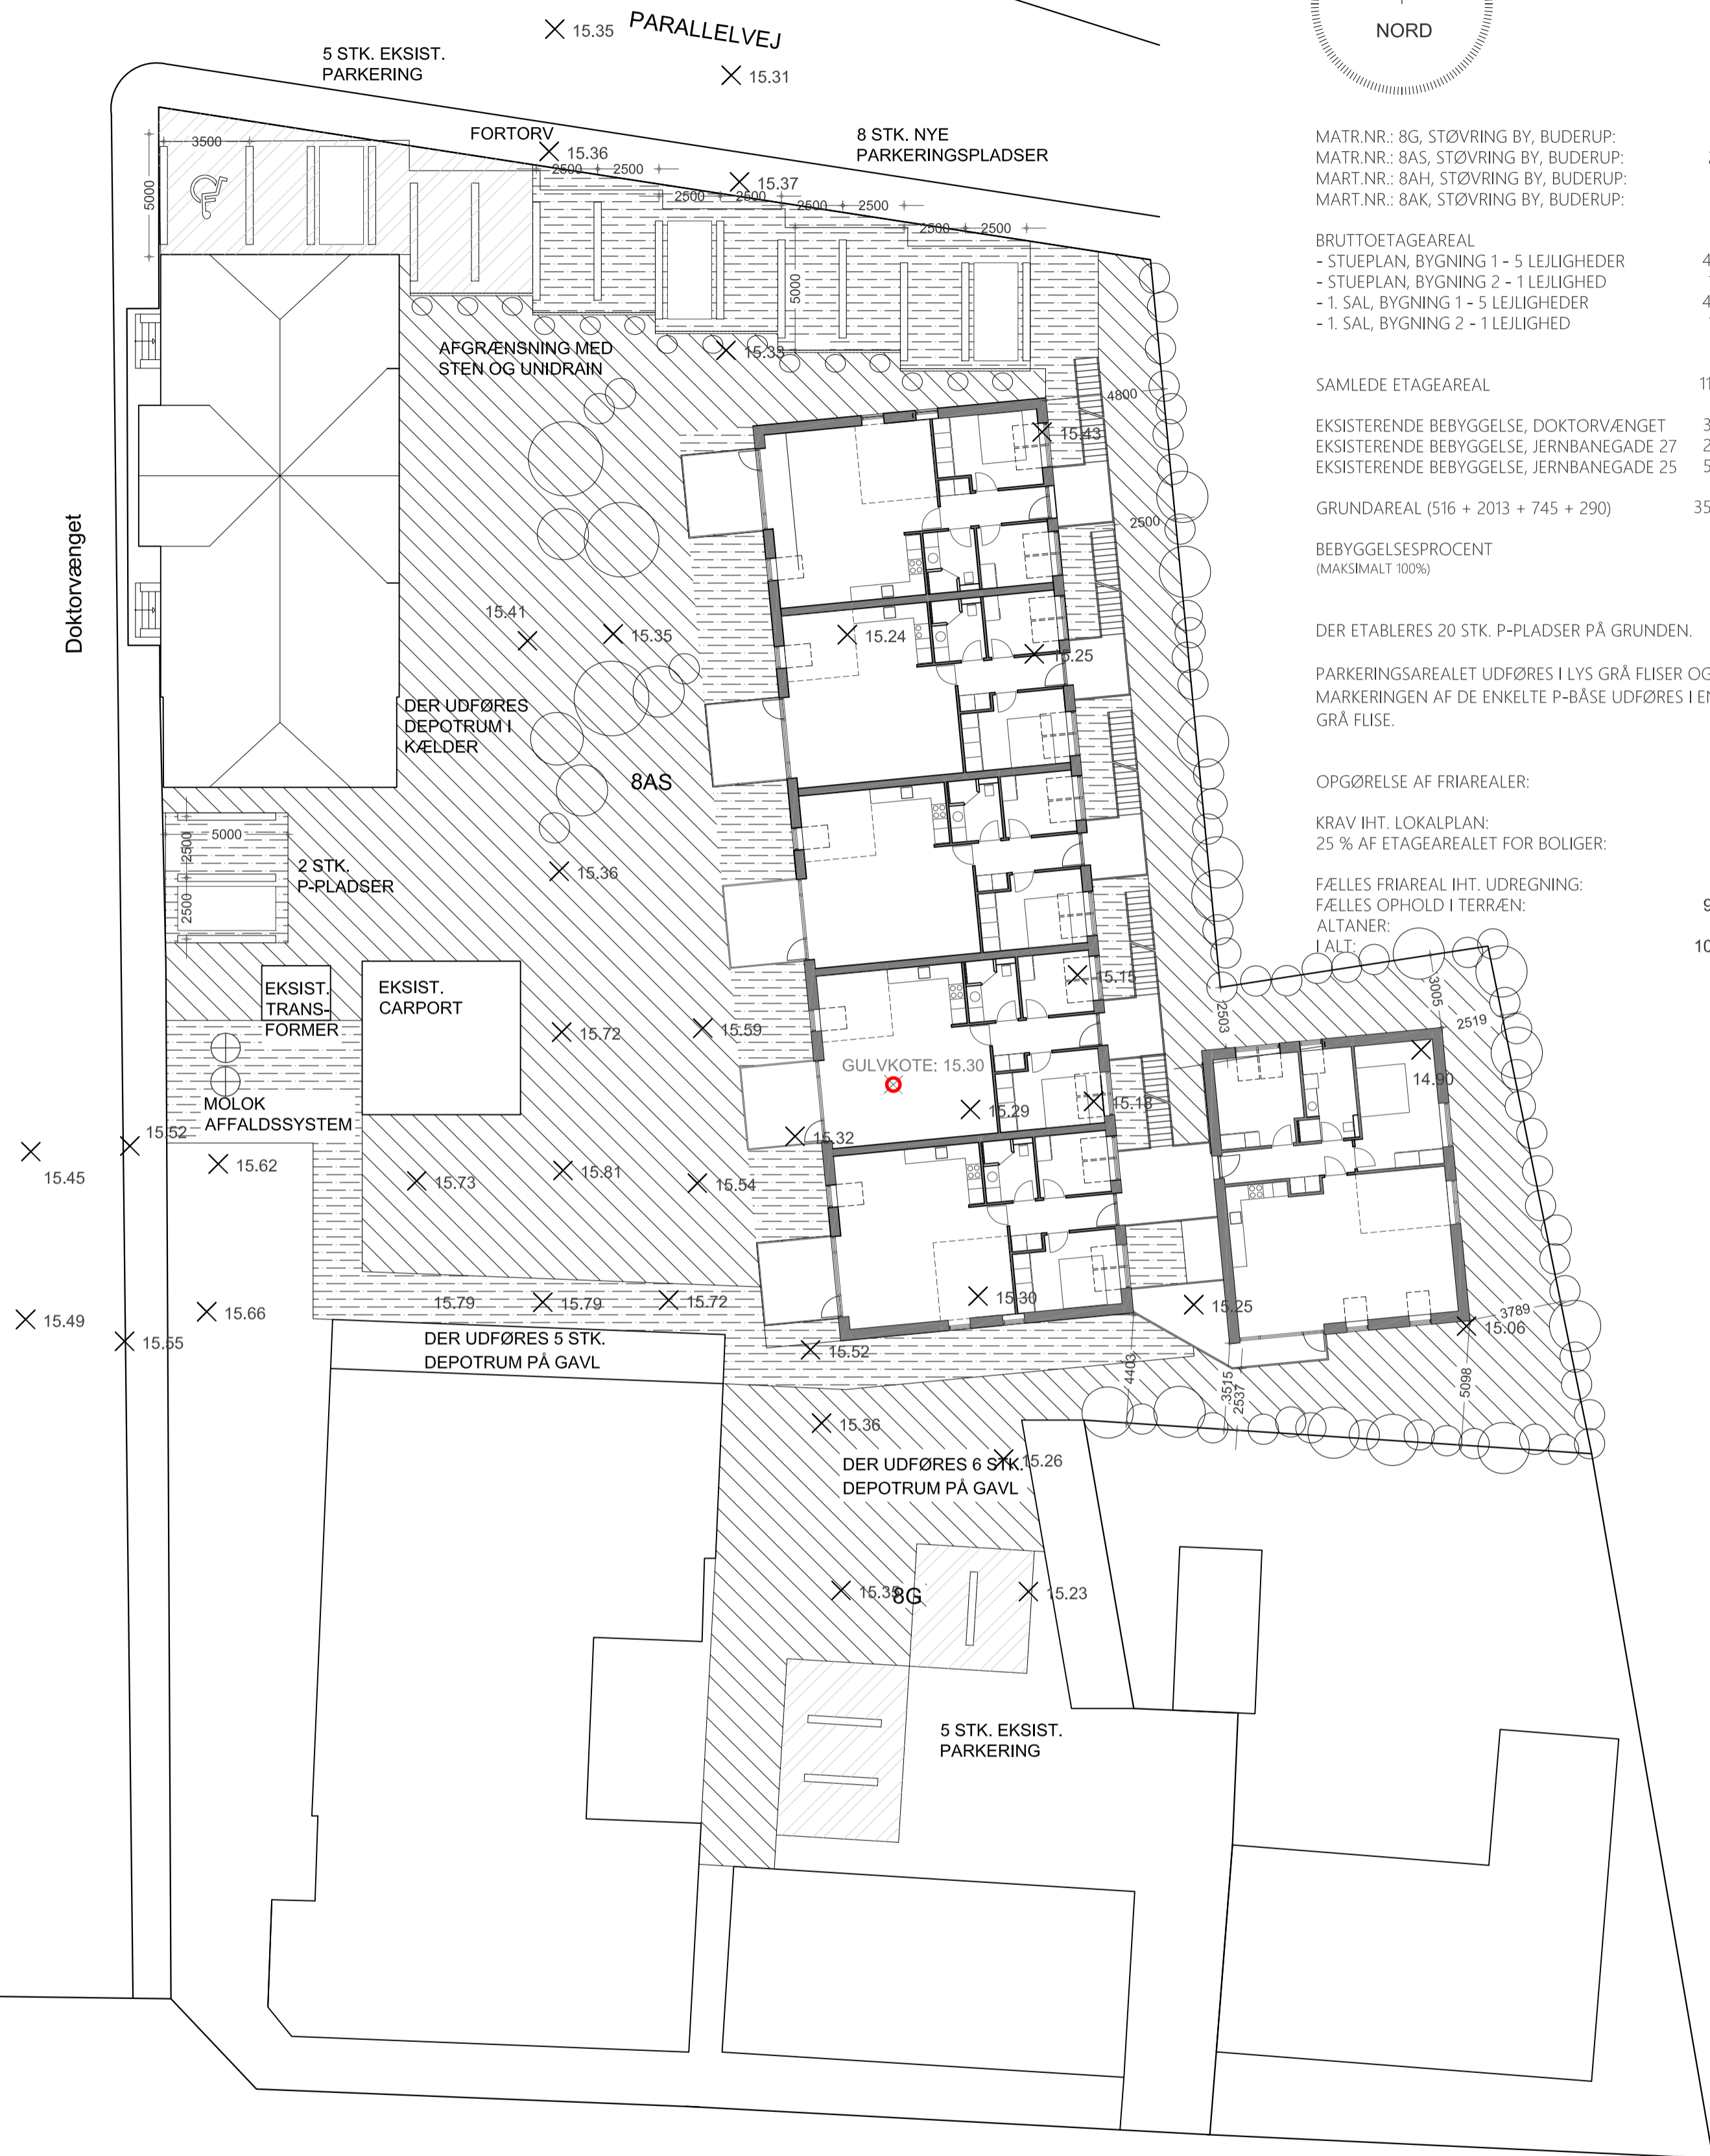 PARALLELVEJ
15.35
5 STK. EKSIST.
PARKERING
15.31
NORD
FORTORV
15.36
8 STK. NYE
PARKERINGSPLADSER
15.37
3500
5000
2500 2500
2500 2500
2500 2500
2500 2500
5000
AFGRÆNSNING MED
STEN OG UNIDRAIN
15.33
4800
15.43
2500
Doktorvænget
15.41
15.35
15.24
15.25
DER UDFØRES
DEPOTRUM I
KÆLDER
8AS
5000
2500
2500
2 STK.
P-PLADSER
15.36
EKSIST.
TRANS-
FORMER
EKSIST.
CARPORT
15.72
15.59
15.15
GULVKOTE: 15.30
MOLOK
AFFALDSSYSTEM
15.29
15.18
15.32
15.52
15.45
15.62
15.73
15.81
15.54
2503
3005
2519
14.90
15.49
15.55
15.66
15.79
15.79
15.72
15.30
15.25
3789
15.06
DER UDFØRES 5 STK.
DEPOTRUM PÅ GAVL
15.52
4403
3515
2537
5098
15.36
15.26
DER UDFØRES 6 STK.
DEPOTRUM PÅ GAVL
8G
15.23
5 STK. EKSIST.
PARKERING
MATR.NR.: 8G, STØVRING BY, BUDERUP:
MATR.NR.: 8AS, STØVRING BY, BUDERUP:
MART.NR.: 8AH, STØVRING BY, BUDERUP:
MART.NR.: 8AK, STØVRING BY, BUDERUP:
BRUTTOETAGEAREAL
- STUEPLAN, BYGNING 1 - 5 LEJLIGHEDER 4
- STUEPLAN, BYGNING 2 - 1 LEJLIGHED
- 1. SAL, BYGNING 1 - 5 LEJLIGHEDER 4
- 1. SAL, BYGNING 2 - 1 LEJLIGHED
SAMLEDE ETAGEAREAL 11
EKSISTERENDE BEBYGGELSE, DOKTORVÆNGET 3
EKSISTERENDE BEBYGGELSE, JERNBANEGADE 27 2
EKSISTERENDE BEBYGGELSE, JERNBANEGADE 25 5
GRUNDAREAL (516 + 2013 + 745 + 290) 35
BEBYGGELSESPROCENT
(MAKSIMALT 100%)
DER ETABLERES 20 STK. P-PLADSER PÅ GRUNDEN.
PARKERINGSAREALET UDFØRES I LYS GRÅ FLISER OG
MARKERINGEN AF DE ENKELTE P-BÅSE UDFØRES I EN
GRÅ FLISE.
OPGØRELSE AF FRIAREALER:
KRAV IHT. LOKALPLAN:
25 % AF ETAGEAREALET FOR BOLIGER:
FÆLLES FRIAREAL IHT. UDREGNING:
FÆLLES OPHOLD I TERRÆN: 9
ALTANER:
I ALT: 10